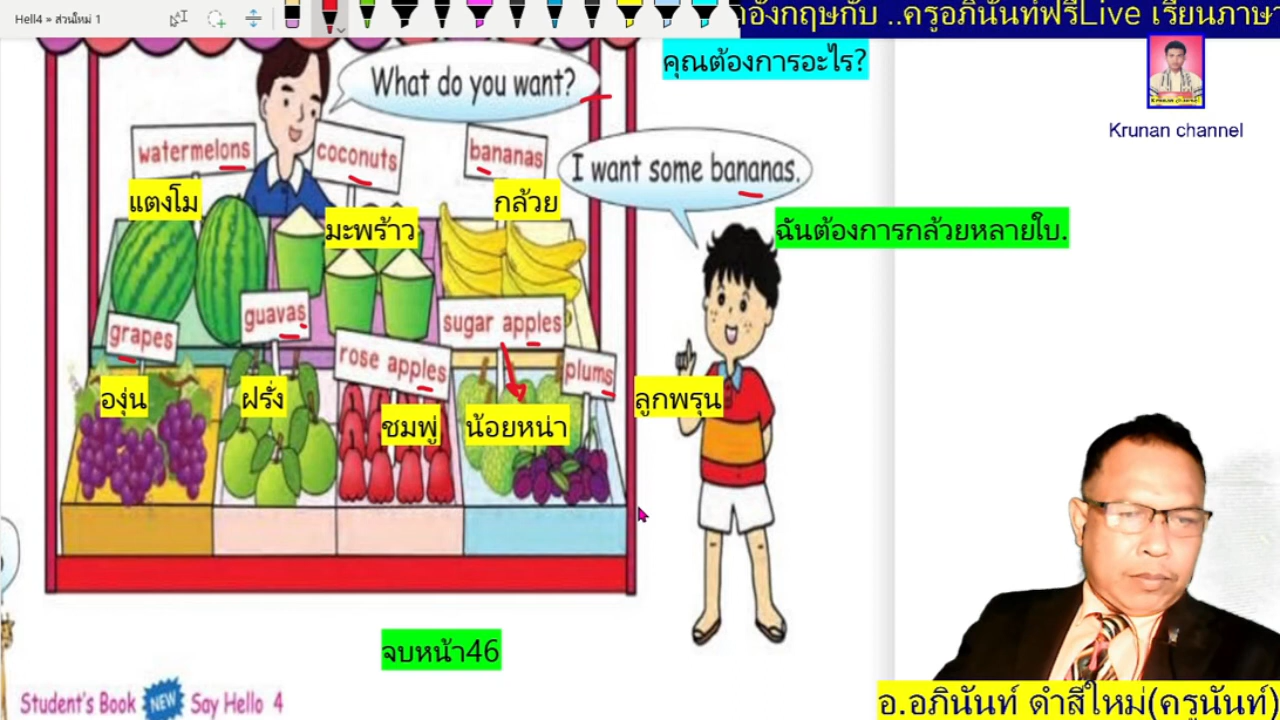 Hell4 » ส่วนใหม่ 1
กอังกฤษกับ ..ครูอภินันท์ฟรีLive เรียนภาษา
What do you want?
คุณต้องการอะไร?
Krunan channel
watermelons
coconuts
bananas
I want some bananas.
แตงโม
มะพร้าว
กล้วย
ฉันต้องการกล้วยหลายใบ.
grapes
guavas
rose apples
sugar apples
plums
องุ่น
ฝรั่ง
ชมพู่
น้อยหน่า
ลูกพรุน
จบหน้า46
Student's Book NEW Say Hello 4
อ.อภินันท์ ดำสีใหม่(ครูนันท์)